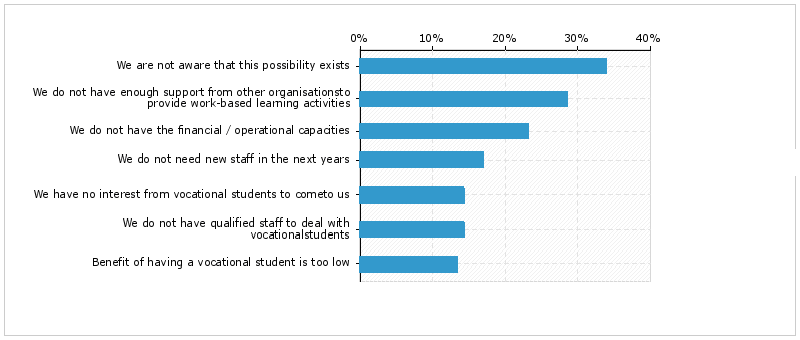 0% 10% 20% 30% 40%
We are not aware that this possibility exists
We do not have enough support from other organisationsto
provide work-based learning activities
We do not have the financial / operational capacities
We do not need new staff in the next years
We have no interest from vocational students to cometo us
We do not have qualified staff to deal with
vocationalstudents
Benefit of having a vocational student is too low